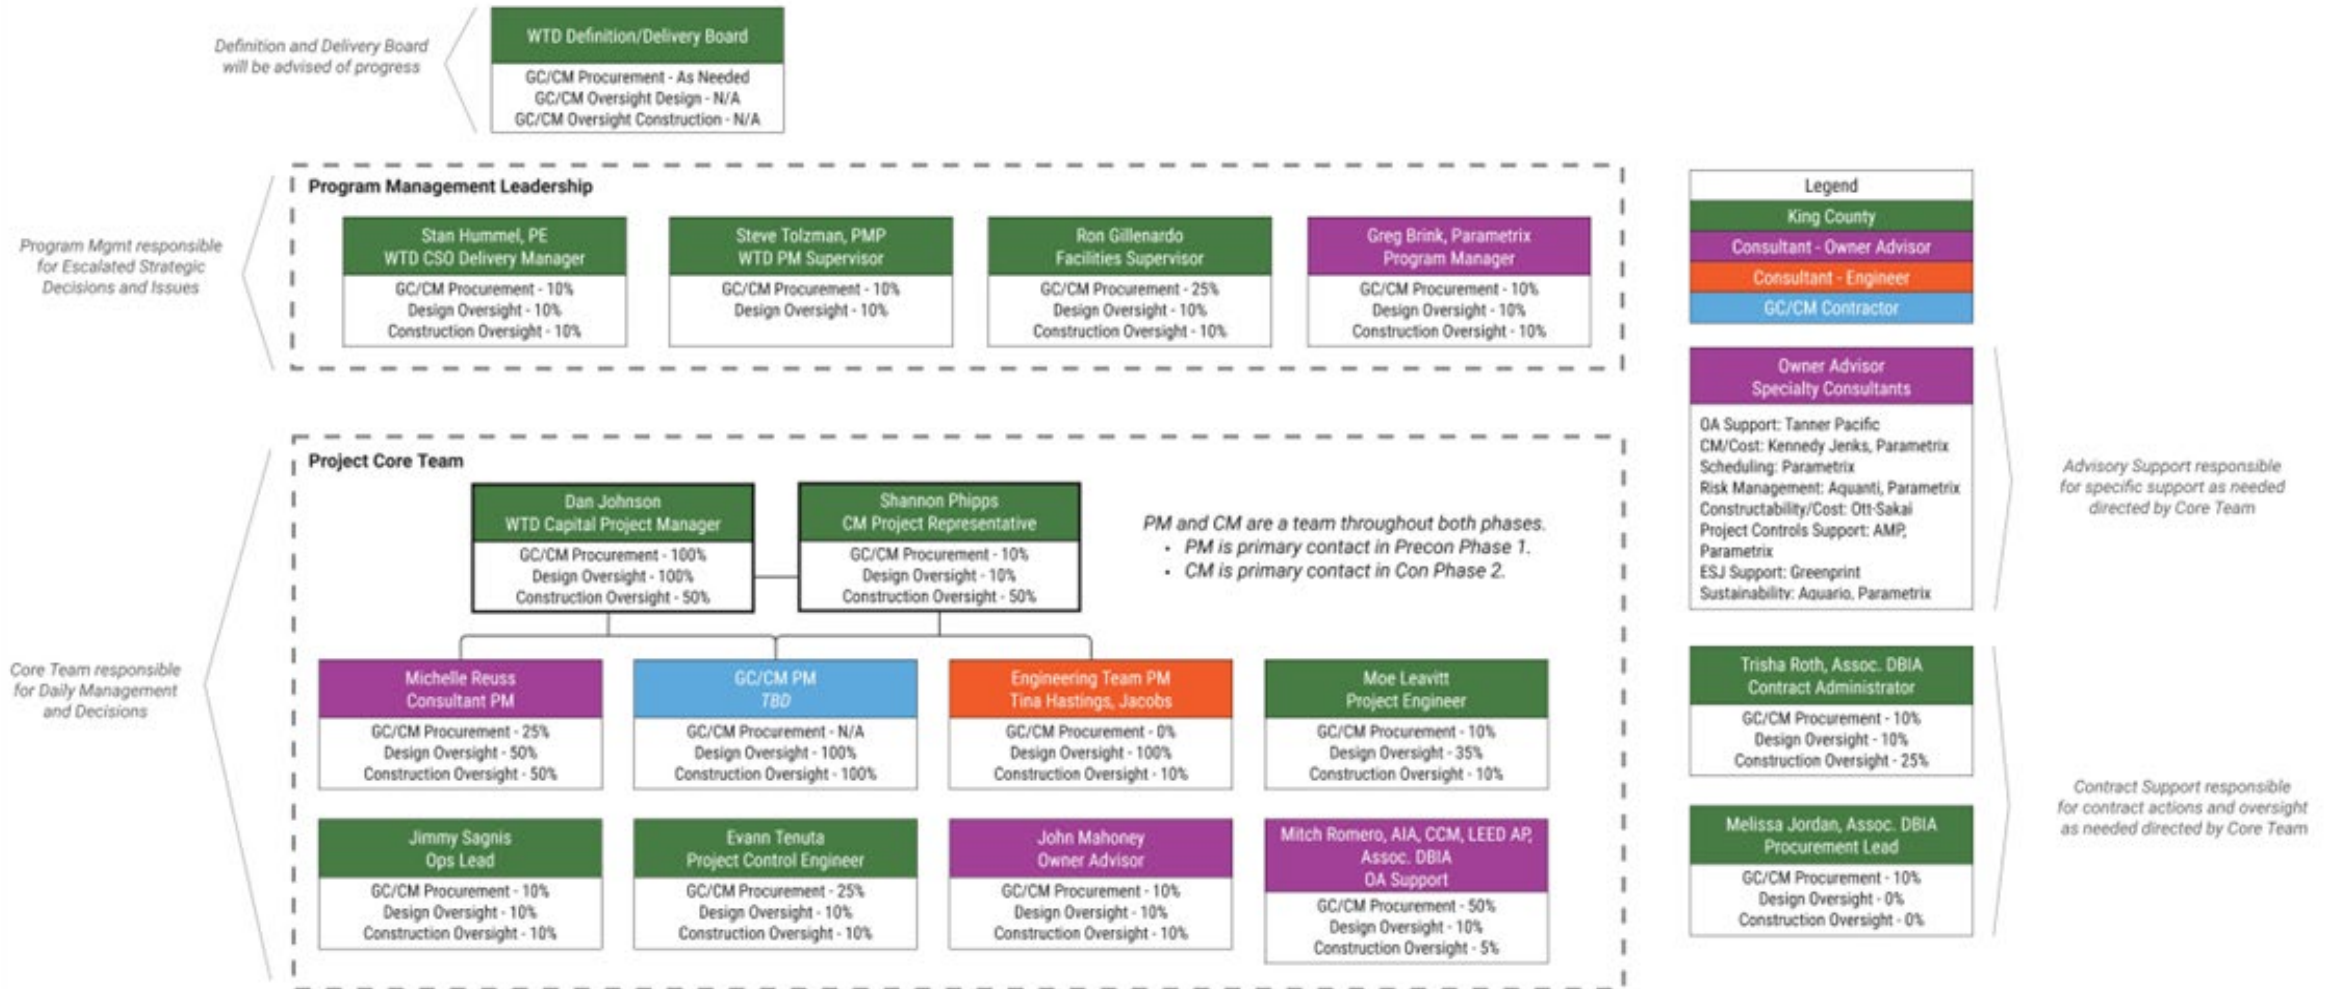 Definition and Delivery Board
will be advised of progress
WTD Definition/Delivery Board
GC/CM Procurement - As Needed
GC/CM Oversight Design - N/A
GC/CM Oversight Construction - N/A
Program Mgmt responsible
for Escalated Strategic
Decisions and Issues
Program Management Leadership
Stan Hummel, PE
WTD CSO Delivery Manager
GC/CM Procurement - 10%
Design Oversight - 10%
Construction Oversight - 10%
Steve Tolzman, PMP
WTD PM Supervisor
GC/CM Procurement - 10%
Design Oversight - 10%
Ron Gillenardo
Facilities Supervisor
GC/CM Procurement - 25%
Design Oversight - 10%
Construction Oversight - 10%
Greg Brink, Parametrix
Program Manager
GC/CM Procurement - 10%
Design Oversight - 10%
Construction Oversight - 10%
Legend
King County
Consultant - Owner Advisor
Consultant - Engineer
GC/CM Contractor
Owner Advisor
Specialty Consultants
OA Support: Tanner Pacific
CM/Cost: Kennedy Jenks, Parametrix
Scheduling: Parametrix
Risk Management: Aquanti, Parametrix
Constructability/Cost: Ott-Sakai
Project Controls Support: AMP,
Parametrix
ESJ Support: Greenprint
Sustainability: Aquario, Parametrix
Advisory Support responsible
for specific support as needed
directed by Core Team
Core Team responsible
for Daily Management
and Decisions
Project Core Team
Dan Johnson
WTD Capital Project Manager
GC/CM Procurement - 100%
Design Oversight - 100%
Construction Oversight - 50%
Shannon Phipps
CM Project Representative
GC/CM Procurement - 10%
Design Oversight - 10%
Construction Oversight - 50%
PM and CM are a team throughout both phases.
• PM is primary contact in Precon Phase 1.
• CM is primary contact in Con Phase 2.
Michelle Reuss
Consultant PM
GC/CM Procurement - 25%
Design Oversight - 50%
Construction Oversight - 50%
GC/CM PM
TBD
GC/CM Procurement - N/A
Design Oversight - 100%
Construction Oversight - 100%
Engineering Team PM
Tina Hastings, Jacobs
GC/CM Procurement - 0%
Design Oversight - 100%
Construction Oversight - 10%
Moe Leavitt
Project Engineer
GC/CM Procurement - 10%
Design Oversight - 35%
Construction Oversight - 10%
Jimmy Sagnis
Ops Lead
GC/CM Procurement - 10%
Design Oversight - 10%
Construction Oversight - 10%
Evann Tenuta
Project Control Engineer
GC/CM Procurement - 25%
Design Oversight - 10%
Construction Oversight - 10%
John Mahoney
Owner Advisor
GC/CM Procurement - 10%
Design Oversight - 10%
Construction Oversight - 10%
Mitch Romero, AIA, CCM, LEED AP,
Assoc. DBIA
OA Support
GC/CM Procurement - 50%
Design Oversight - 10%
Construction Oversight - 5%
Trisha Roth, Assoc. DBIA
Contract Administrator
GC/CM Procurement - 10%
Design Oversight - 10%
Construction Oversight - 25%
Melissa Jordan, Assoc. DBIA
Procurement Lead
GC/CM Procurement - 10%
Design Oversight - 0%
Construction Oversight - 0%
Contract Support responsible
for contract actions and oversight
as needed directed by Core Team